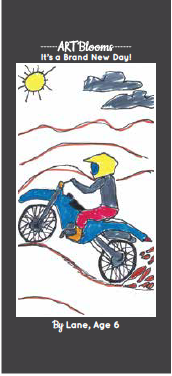 ART'Blooms
It's a Brand New Day!
By Lane, Age 6